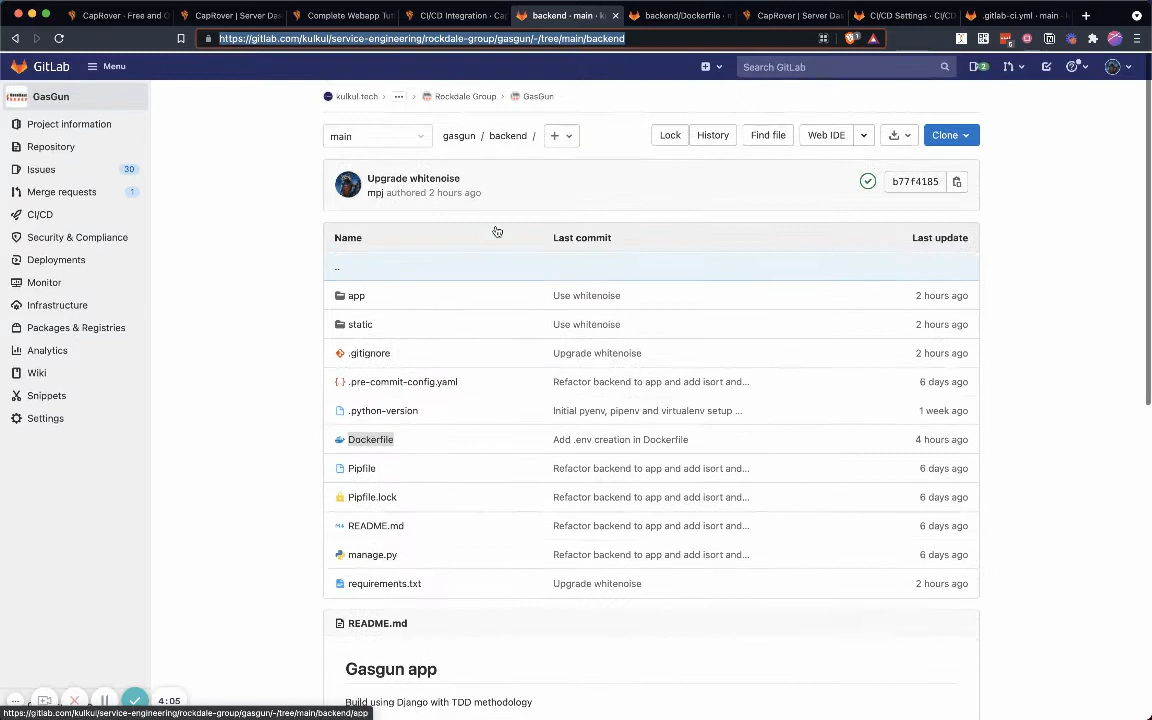 CapRover - Free and O
CapRover | Server Das
Complete Webapp Tut
CI/CD Integration · Ca
backend · main · k
backend/Dockerfile · m
CapRover | Server Das
CI/CD Settings · CI/CD
.gitlab-ci.yml · main ·
https://gitlab.com/kulkul/service-engineering/rockdale-group/gasgun/-/tree/main/backend
1
6
GitLab
Menu
Search GitLab
2
GasGun
kulkul.tech
Rockdale Group
GasGun
Project information
main
gasgun / backend /
Lock
History
Find file
Web IDE
Clone
Repository
Issues
30
Merge requests
1
CI/CD
Security & Compliance
Deployments
Monitor
Infrastructure
Packages & Registries
Analytics
Wiki
Snippets
Settings
Upgrade whitenoise
mpj authored 2 hours ago
b77f4185
Name Last commit Last update
..
app Use whitenoise 2 hours ago
static Use whitenoise 2 hours ago
.gitignore Upgrade whitenoise 2 hours ago
.pre-commit-config.yaml Refactor backend to app and add isort and... 6 days ago
.python-version Initial pyenv, pipenv and virtualenv setup ... 1 week ago
Dockerfile Add .env creation in Dockerfile 4 hours ago
Pipfile Refactor backend to app and add isort and... 6 days ago
Pipfile.lock Refactor backend to app and add isort and... 6 days ago
README.md Refactor backend to app and add isort and... 6 days ago
manage.py Refactor backend to app and add isort and... 6 days ago
requirements.txt Upgrade whitenoise 2 hours ago
README.md
Gasgun app
Build using Django with TDD methodology
4:05
https://gitlab.com/kulkul/service-engineering/rockdale-group/gasgun/-/tree/main/backend/app